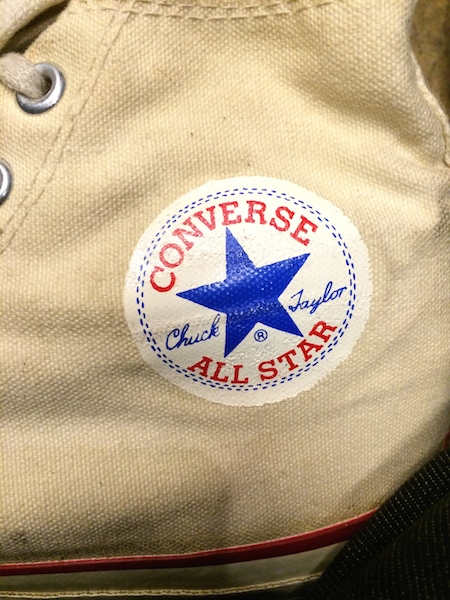 CONVERSE
Chuck Taylor
®
ALL STAR